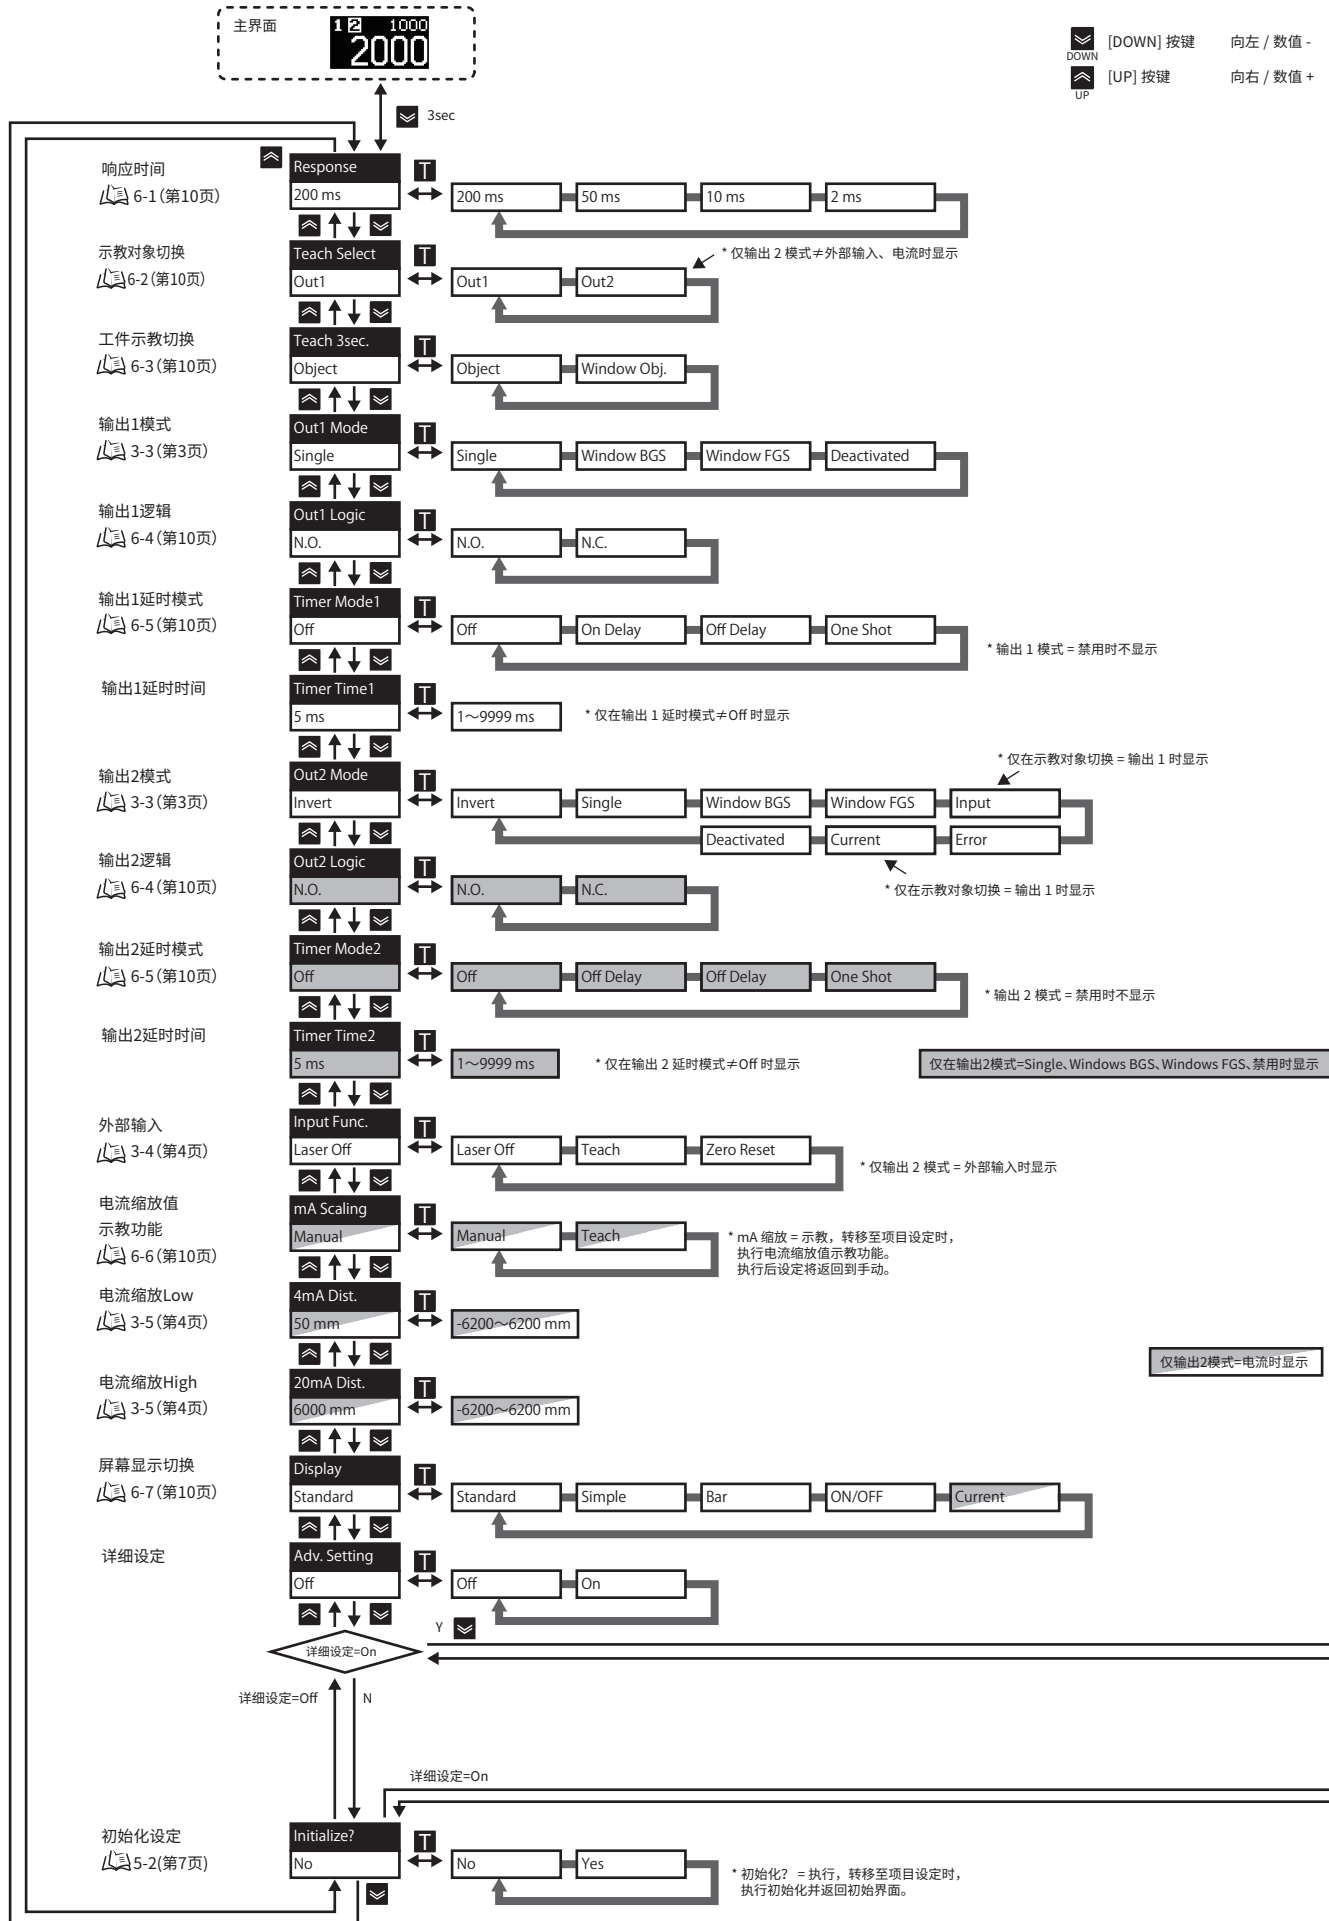 主界面
1 2 1000
2000
DOWN
[DOWN] 按键 向左 / 数值 -
UP
[UP] 按键 向右 / 数值 +
3sec
响应时间
6-1 (第10页)
Response
200 ms
T
200 ms
50 ms
10 ms
2 ms
示教对象切换
6-2 (第10页)
Teach Select
Out1
T
Out1
Out2
* 仅输出 2 模式≠外部输入、电流时显示
工件示教切换
6-3 (第10页)
Teach 3sec.
Object
T
Object
Window Obj.
输出1模式
3-3 (第3页)
Out1 Mode
Single
T
Single
Window BGS
Window FGS
Deactivated
输出1逻辑
6-4 (第10页)
Out1 Logic
N.O.
T
N.O.
N.C.
输出1延时模式
6-5 (第10页)
Timer Mode1
Off
T
Off
On Delay
Off Delay
One Shot
* 输出 1 模式 = 禁用时不显示
输出1延时时间
Timer Time1
5 ms
T
1～9999 ms
* 仅在输出 1 延时模式≠Off 时显示
输出2模式
3-3 (第3页)
Out2 Mode
Invert
T
* 仅在示教对象切换 = 输出 1 时显示
Invert
Single
Window BGS
Window FGS
Input
Deactivated
Current
Error
* 仅在示教对象切换 = 输出 1 时显示
输出2逻辑
6-4 (第10页)
Out2 Logic
N.O.
T
N.O.
N.C.
输出2延时模式
6-5 (第10页)
Timer Mode2
Off
T
Off
Off Delay
Off Delay
One Shot
* 输出 2 模式 = 禁用时不显示
输出2延时时间
Timer Time2
5 ms
T
1～9999 ms
* 仅在输出 2 延时模式≠Off 时显示
仅在输出2模式=Single、Windows BGS、Windows FGS、禁用时显示
外部输入
3-4 (第4页)
Input Func.
Laser Off
T
Laser Off
Teach
Zero Reset
* 仅输出 2 模式 = 外部输入时显示
电流缩放值
示教功能
6-6 (第10页)
mA Scaling
Manual
T
Manual
Teach
* mA 缩放 = 示教，转移至项目设定时，
执行电流缩放值示教功能。
执行后设定将返回到手动。
电流缩放Low
3-5 (第4页)
4mA Dist.
50 mm
T
-6200～6200 mm
仅输出2模式=电流时显示
电流缩放High
3-5 (第4页)
20mA Dist.
6000 mm
T
-6200～6200 mm
屏幕显示切换
6-7 (第10页)
Display
Standard
T
Standard
Simple
Bar
ON/OFF
Current
详细设定
Adv. Setting
Off
T
Off
On
Y
详细设定=On
详细设定=Off
N
详细设定=On
初始化设定
5-2(第7页)
Initialize?
No
T
No
Yes
* 初始化？ = 执行，转移至项目设定时，
执行初始化并返回初始界面。